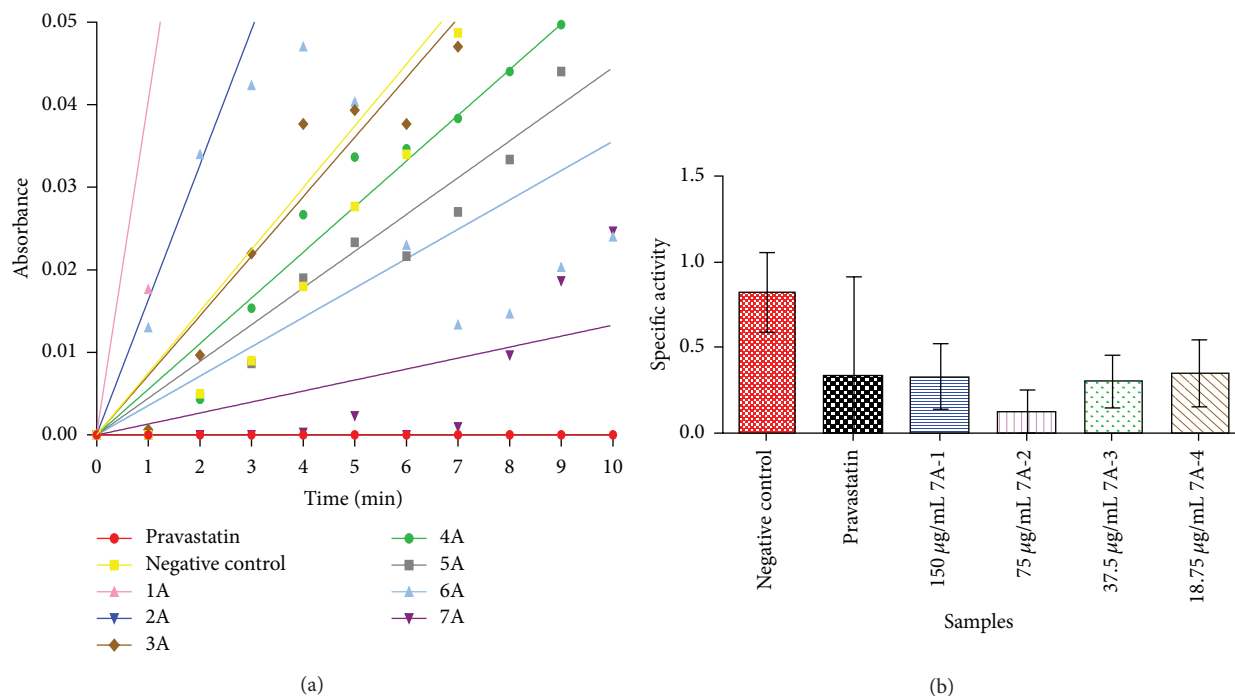 0.05
0.04
0.03
0.02
0.01
0.00
Absorbance
0 1 2 3 4 5 6 7 8 9 10
Time (min)
Pravastatin
Negative control
1A
2A
3A
4A
5A
6A
7A
(a)
1.5
1.0
0.5
0.0
Specific activity
Negative control
Pravastatin
150 μg/mL 7A-1
75 μg/mL 7A-2
37.5 μg/mL 7A-3
18.75 μg/mL 7A-4
Samples
(b)